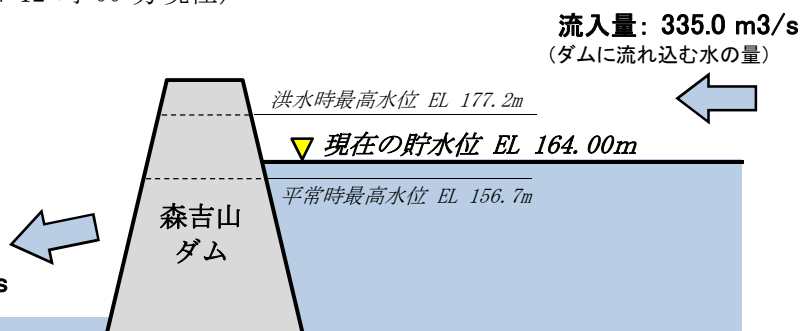 流入量: 335.0 m3/s
(ダムに流れ込む水の量)
洪水時最高水位 EL 177.2m
現在の貯水位 EL 164.00m
平常時最高水位 EL 156.7m
森吉山
ダム
s